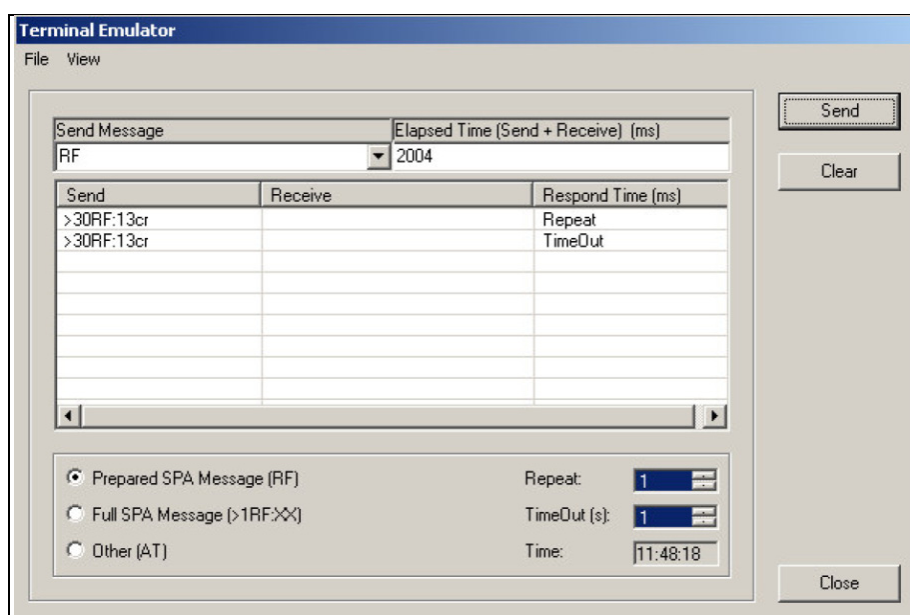 Terminal Emulator
File View
Send
Send Message Elapsed Time (Send + Receive) (ms)
RF 2004
Clear
Send Receive Respond Time (ms)
>30RF:13cr Repeat
>30RF:13cr TimeOut
Prepared SPA Message (RF) Repeat: 1
Full SPA Message (>1RF:XX) TimeOut (s): 1
Other (AT) Time: 11:48:18
Close